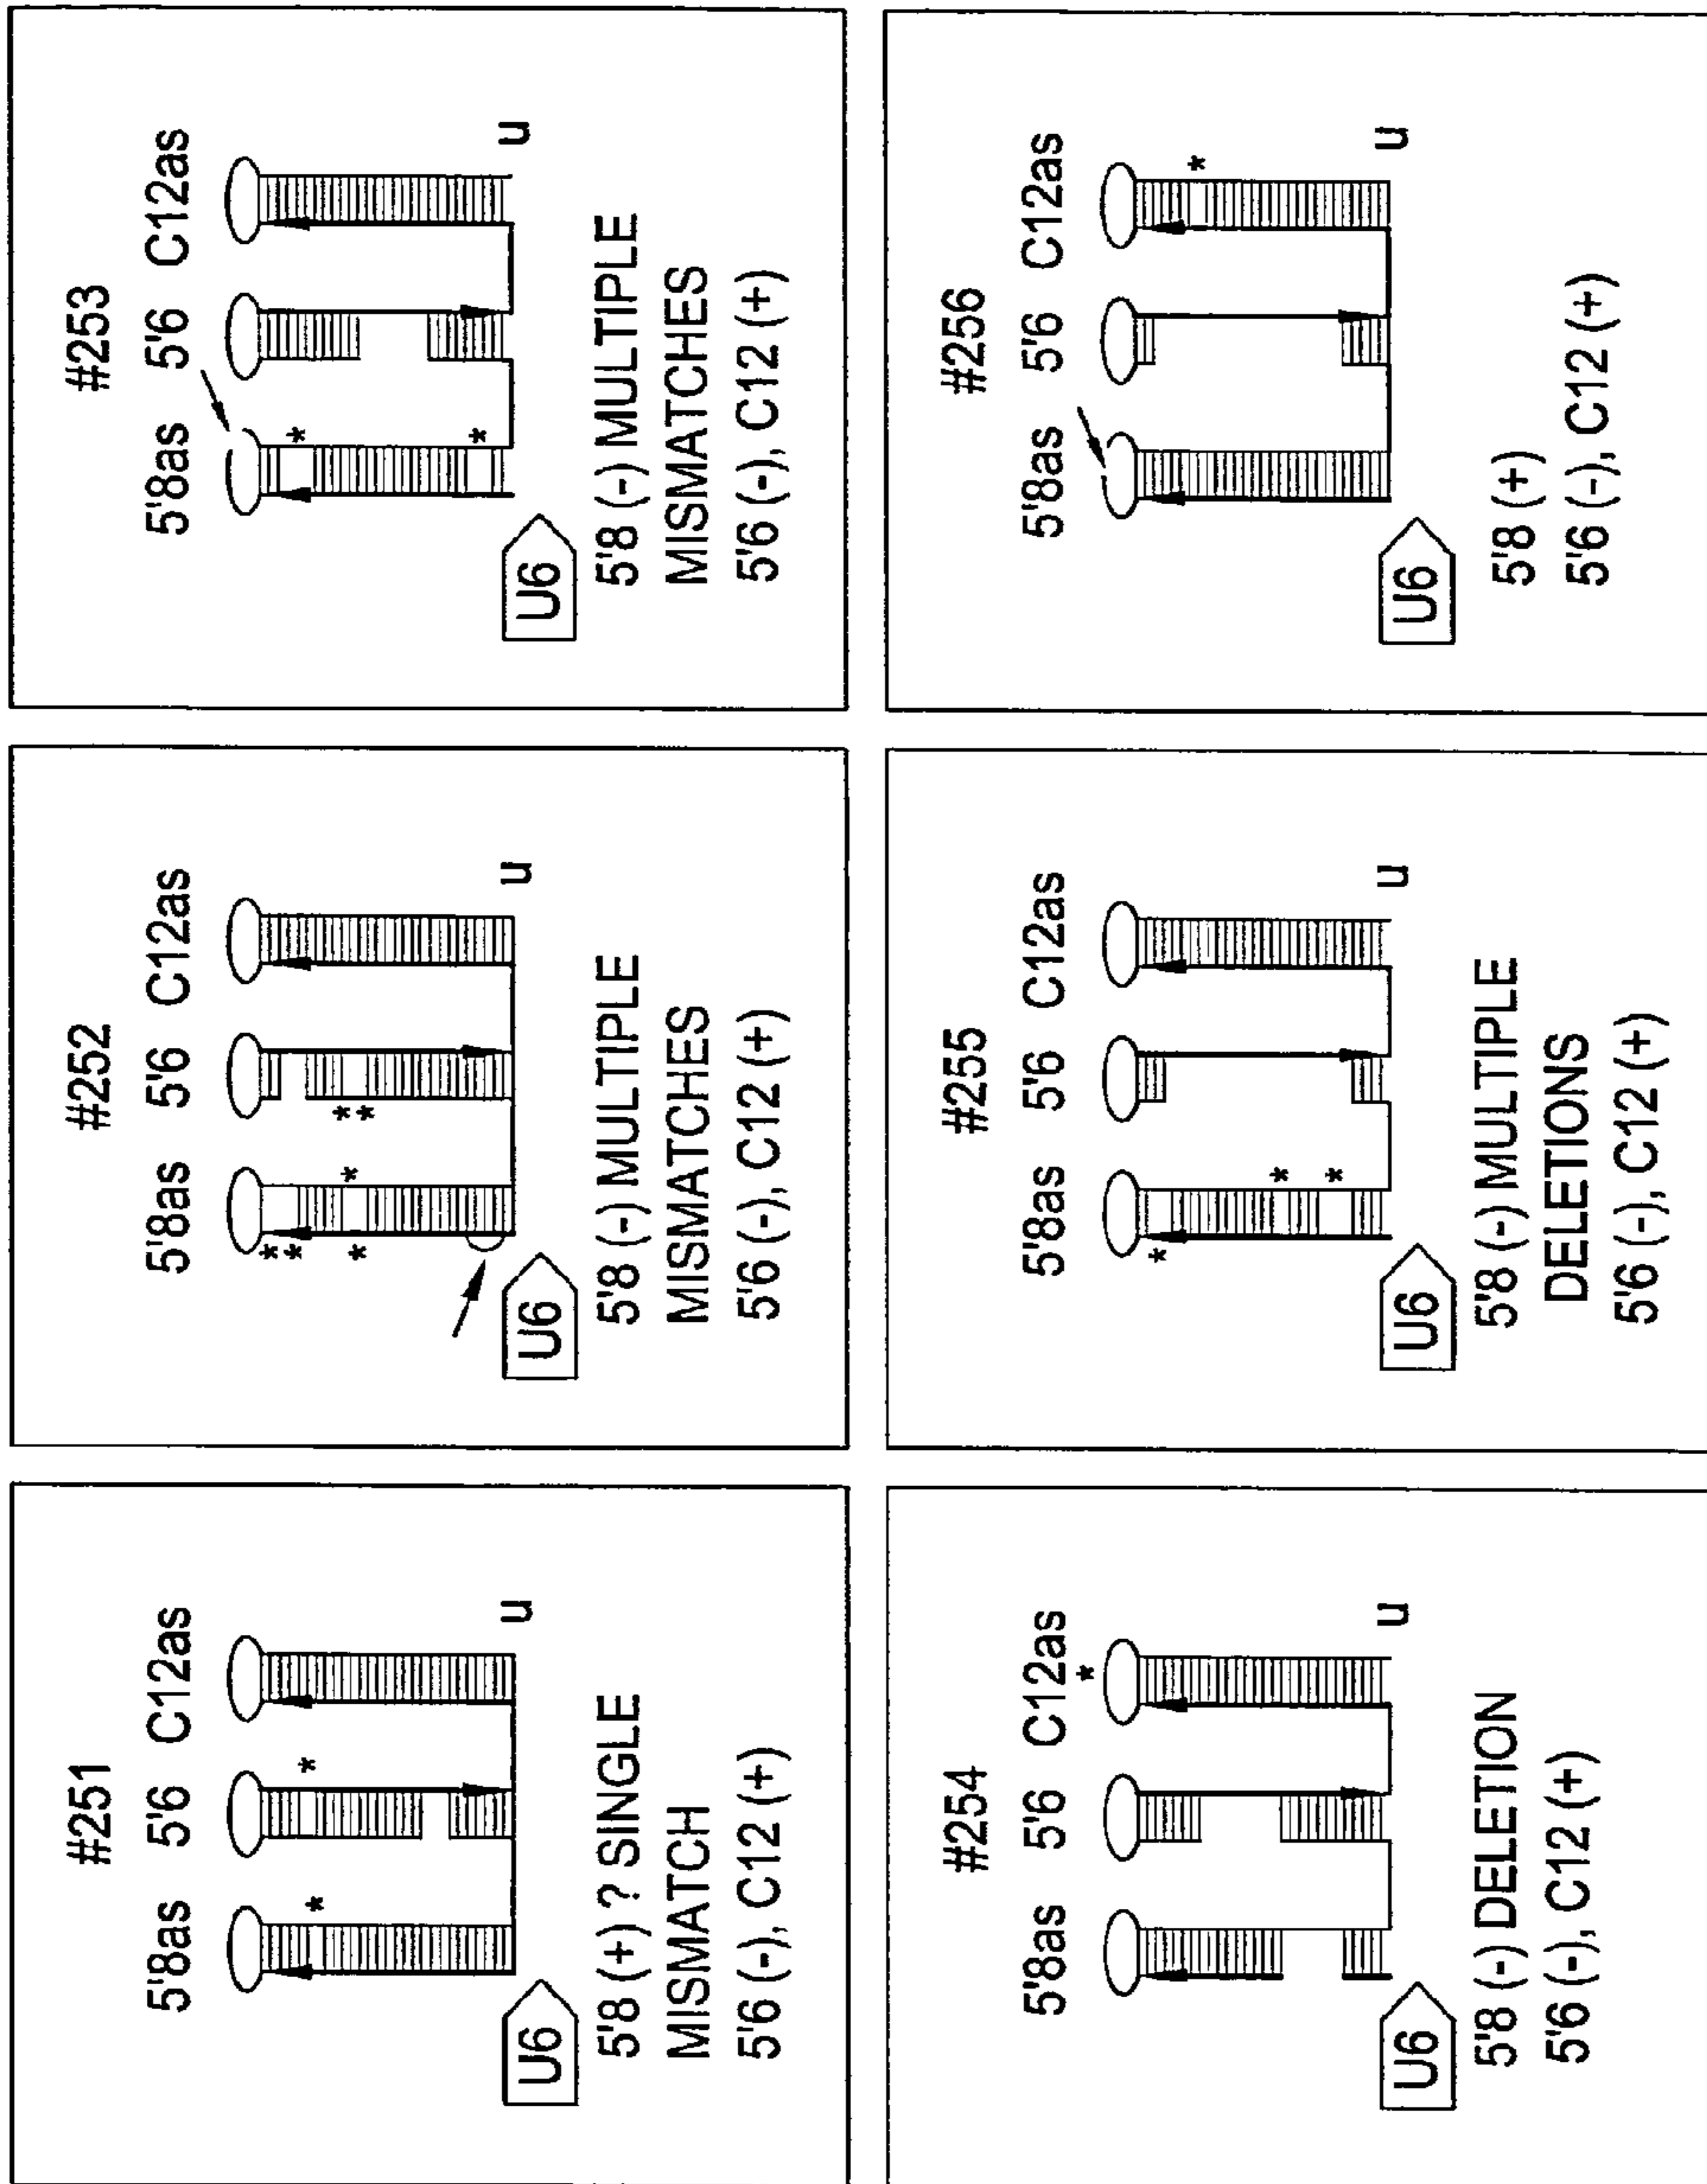 #251
5'8as 5'6 C12as
* *
U6 u
5'8 (+) ? SINGLE
MISMATCH
5'6 (-), C12 (+)
#252
5'8as 5'6 C12as
** * * **
U6 u
5'8 (-) MULTIPLE
MISMATCHES
5'6 (-), C12 (+)
#253
5'8as 5'6 C12as
* *
U6 u
5'8 (-) MULTIPLE
MISMATCHES
5'6 (-), C12 (+)
#254
5'8as 5'6 C12as
*
U6 u
5'8 (-) DELETION
5'6 (-), C12 (+)
#255
5'8as 5'6 C12as
* * *
U6 u
5'8 (-) MULTIPLE
DELETIONS
5'6 (-), C12 (+)
#256
5'8as 5'6 C12as
*
U6 u
5'8 (+)
5'6 (-), C12 (+)